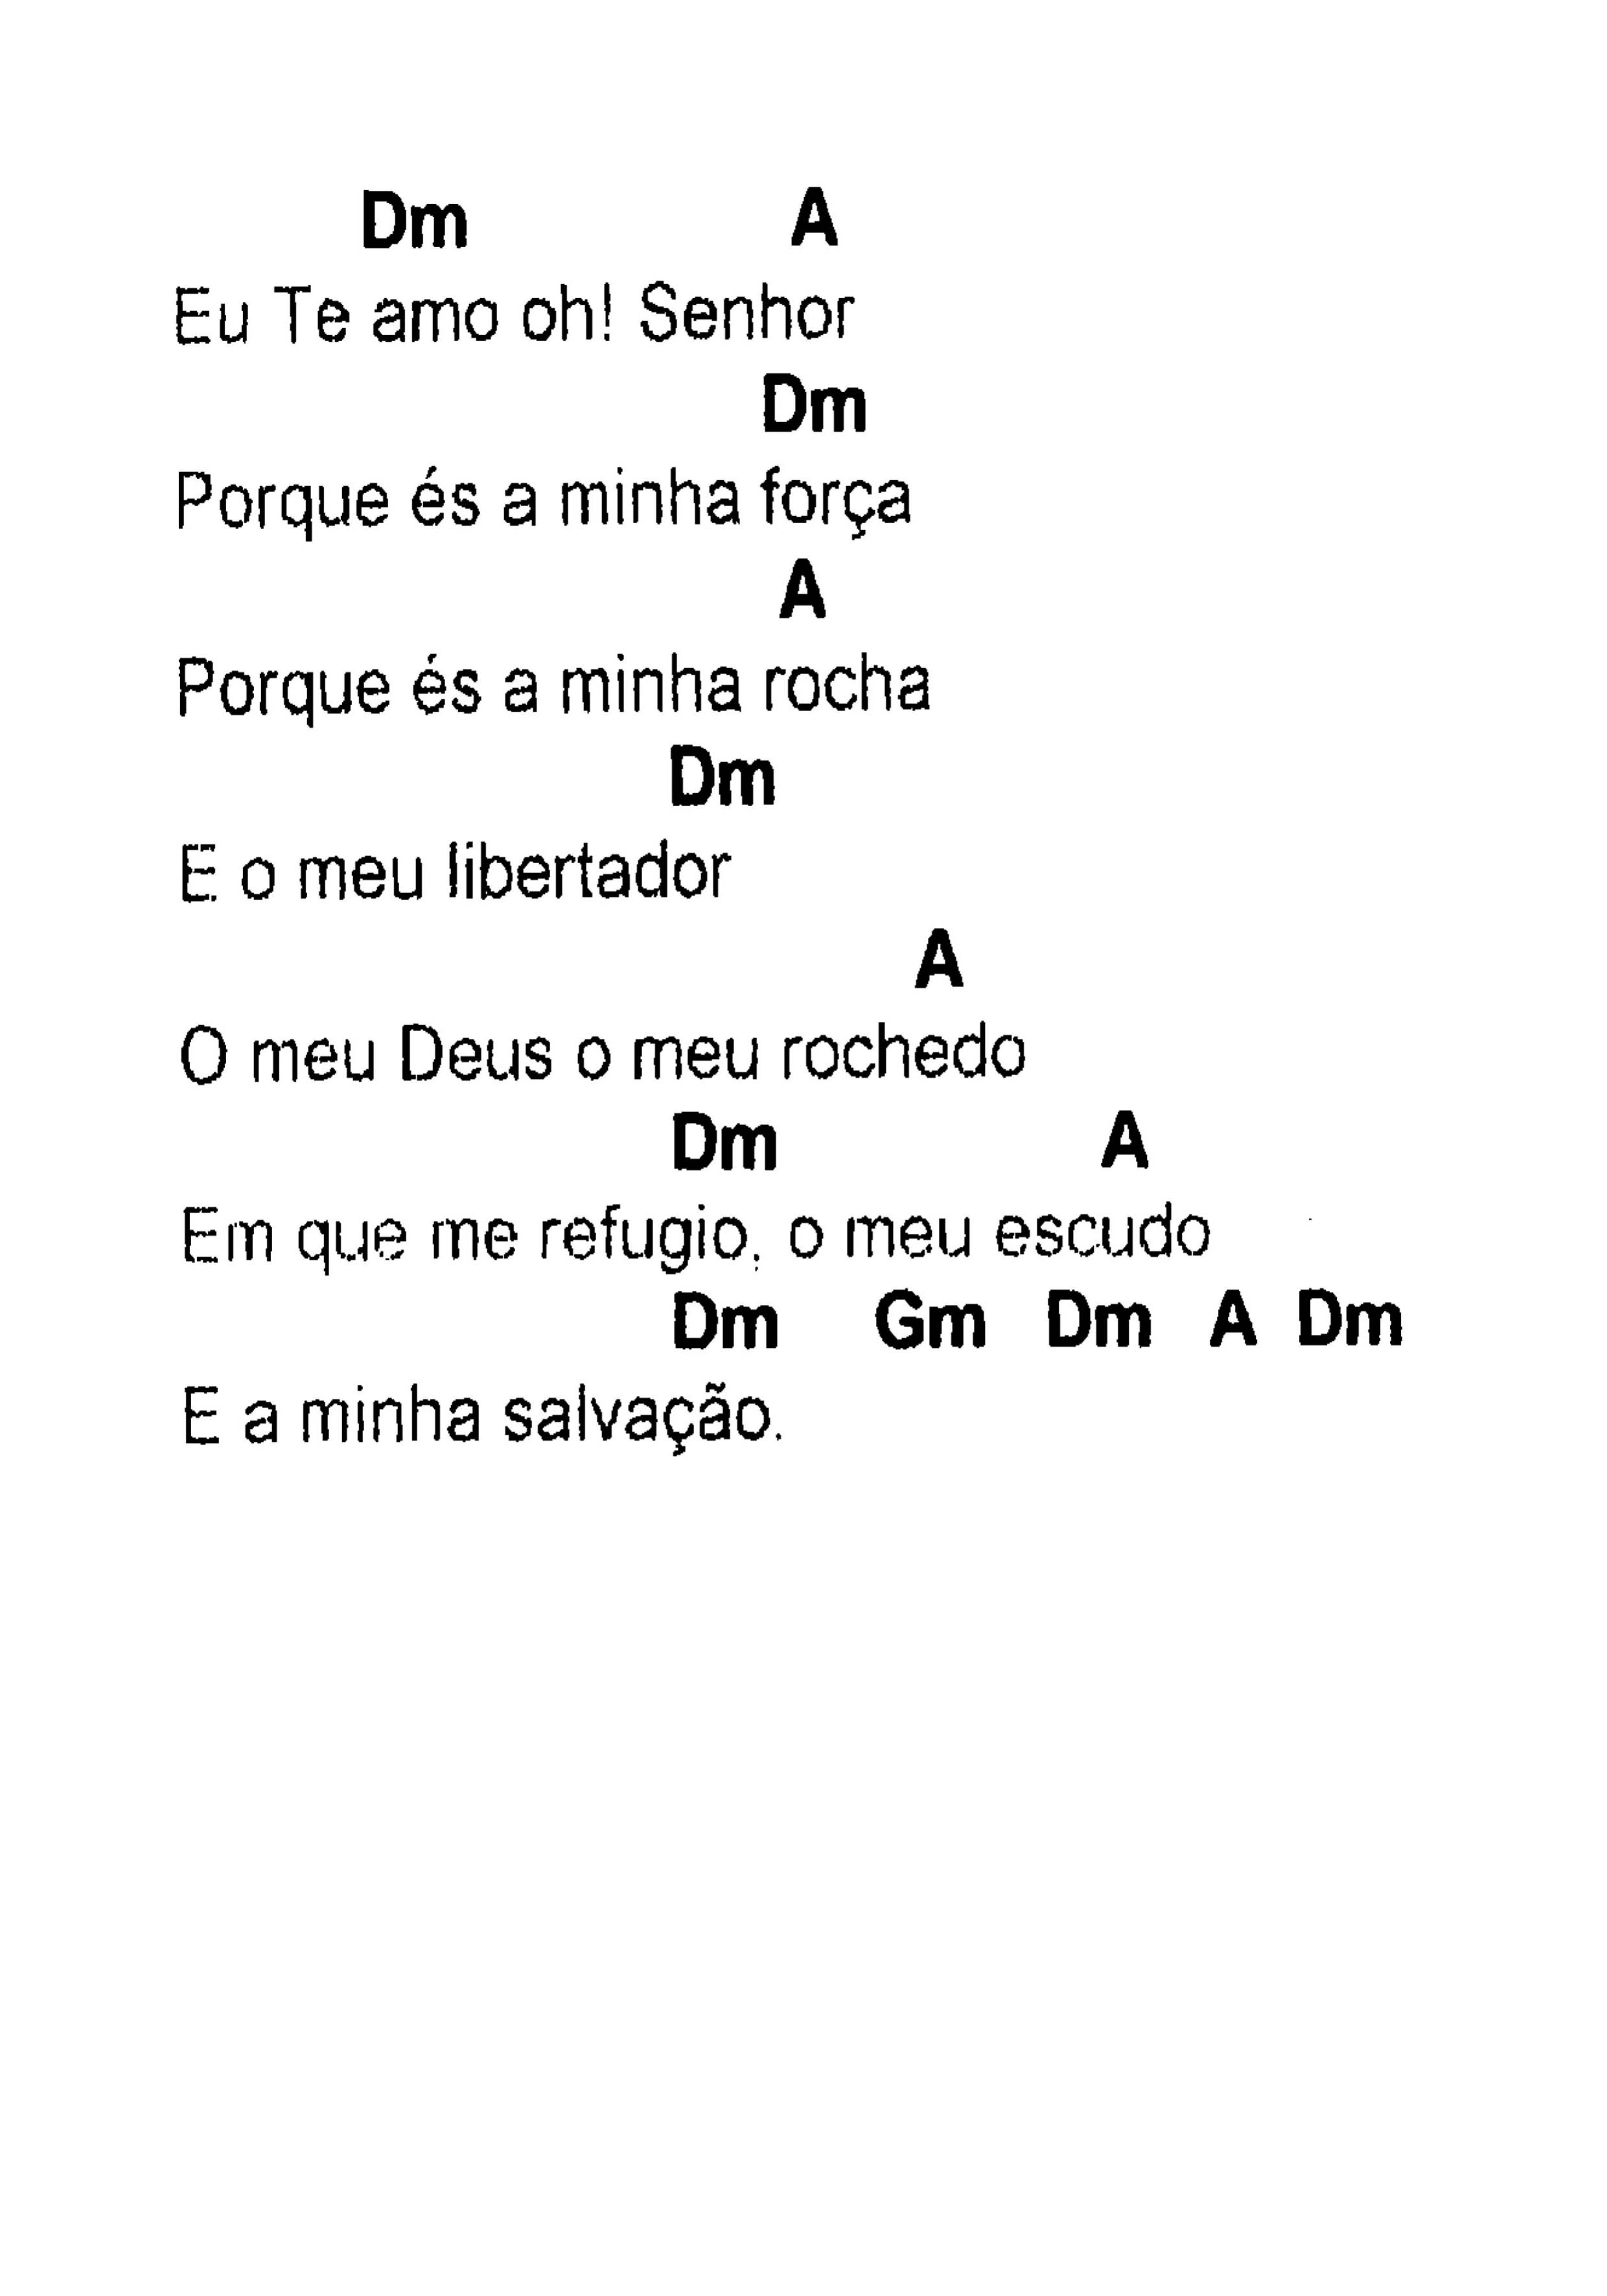 Dm A
Eu Te amo oh! Senhor
Dm
Porque és a minha força
A
Porque és a minha rocha
Dm
E o meu libertador
A
O meu Deus o meu rochedo
Dm A
Em que me refugio, o meu escudo
Dm Gm Dm A Dm
E a minha salvação.